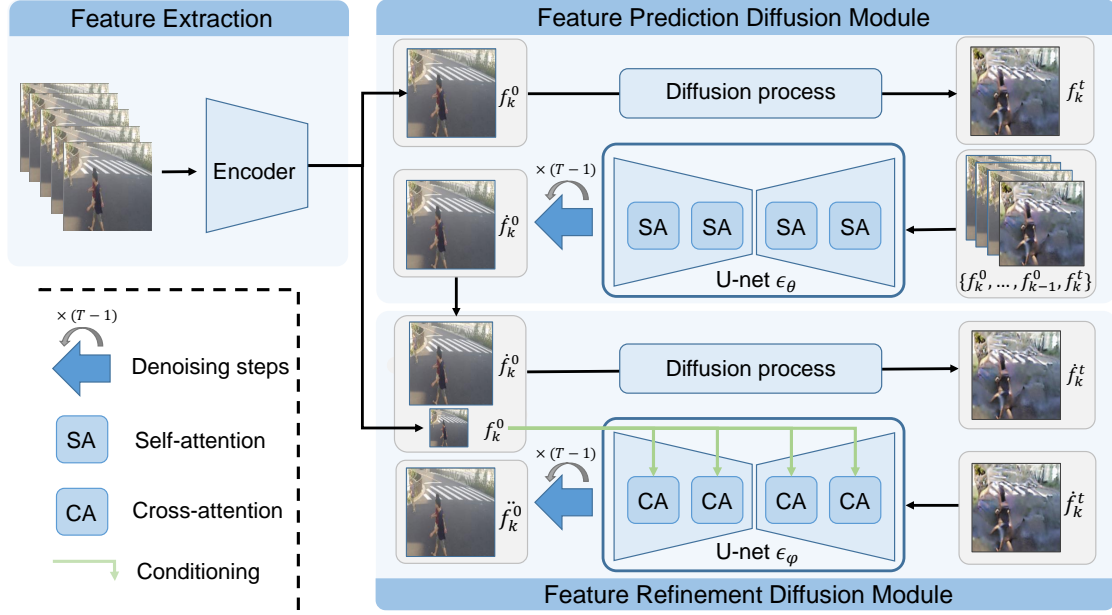 Feature Extraction
Encoder
× (T − 1)
Denoising steps
SA
Self-attention
CA
Cross-attention
Conditioning
Feature Prediction Diffusion Module
f_k^0
Diffusion process
f_k^t
ḟ_k^0
× (T − 1)
SA SA SA SA
U-net ϵ_θ
{f_k^0, …, f_{k−1}^0, f_k^t}
ḟ_k^0
Diffusion process
ḟ_k^t
f_k^0
f̈_k^0
× (T − 1)
CA CA CA CA
U-net ϵ_φ
ḟ_k^t
Feature Refinement Diffusion Module